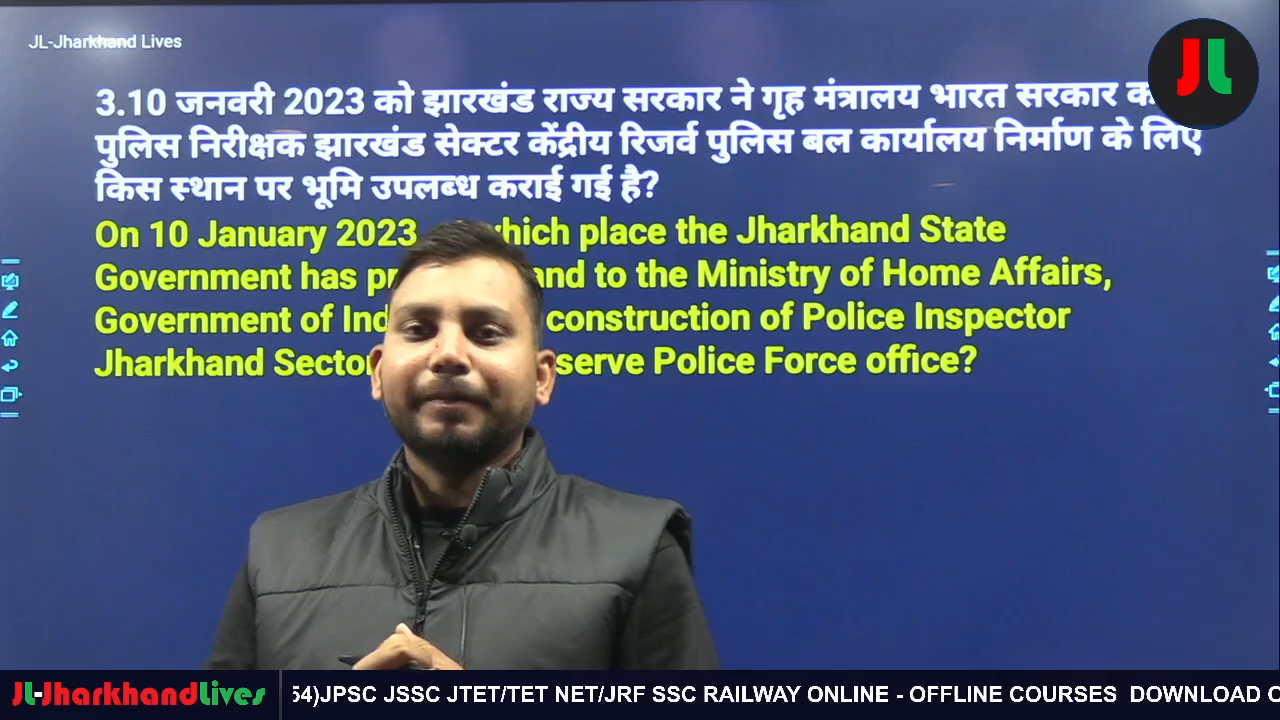 JL-Jharkhand Lives
JL
3.10 जनवरी 2023 को झारखंड राज्य सरकार ने गृह मंत्रालय भारत सरकार
पुलिस निरीक्षक झारखंड सेक्टर केंद्रीय रिजर्व पुलिस बल कार्यालय निर्माण के लिए
किस स्थान पर भूमि उपलब्ध कराई गई है?
On 10 January 2023 which place the Jharkhand State
Government has and to the Ministry of Home Affairs,
Government of construction of Police Inspector
Jharkhand Sector serve Police Force office?
JL-JharkhandLives
54)JPSC JSSC JTET/TET NET/JRF SSC RAILWAY ONLINE - OFFLINE COURSES DOWNLOAD